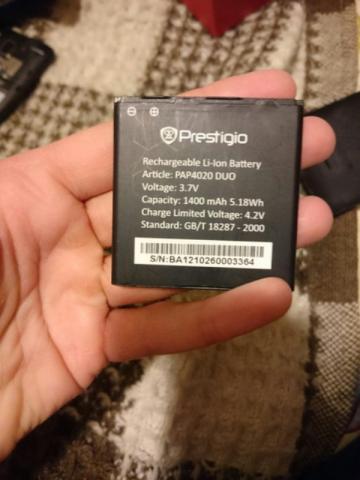 Prestigio
Rechargeable Li-Ion Battery
Article: PAP4020 DUO
Voltage: 3.7V
Capacity: 1400 mAh 5.18Wh
Charge Limited Voltage: 4.2V
Standard: GB/T 18287 - 2000
S/N:BA1210260003364